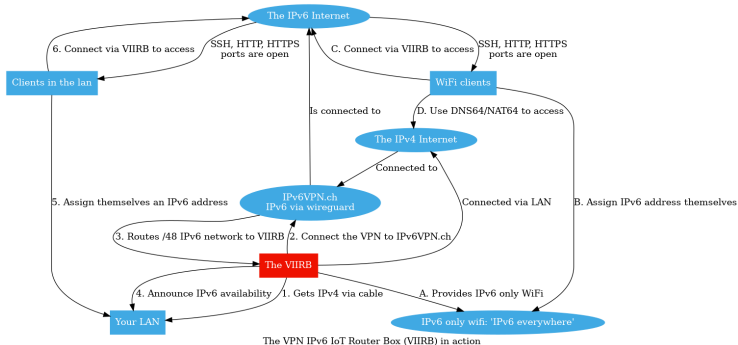 The IPv6 Internet
6. Connect via VIIRB to access
SSH, HTTP, HTTPS
ports are open
C. Connect via VIIRB to access
SSH, HTTP, HTTPS
ports are open
Clients in the lan
WiFi clients
Is connected to
D. Use DNS64/NAT64 to access
The IPv4 Internet
Connected to
5. Assign themselves an IPv6 address
IPv6VPN.ch
IPv6 via wireguard
Connected via LAN
B. Assign IPv6 address themselves
3. Routes /48 IPv6 network to VIIRB
2. Connect the VPN to IPv6VPN.ch
The VIIRB
4. Announce IPv6 availability
1. Gets IPv4 via cable
A. Provides IPv6 only WiFi
Your LAN
IPv6 only wifi: 'IPv6 everywhere'
The VPN IPv6 IoT Router Box (VIIRB) in action